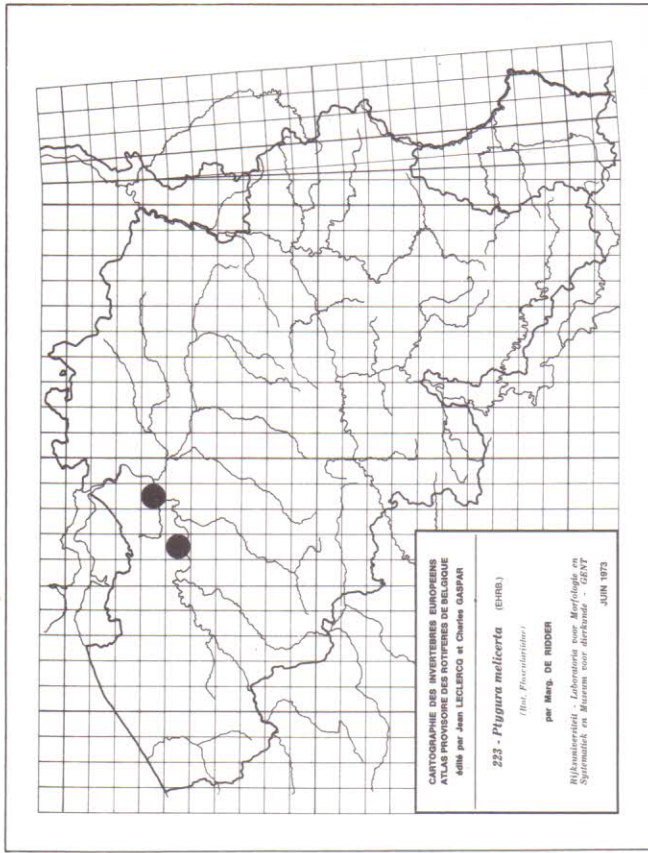 CARTOGRAPHIE DES INVERTEBRES EUROPEENS
ATLAS PROVISOIRE DES ROTIFERES DE BELGIQUE
édité par Jean LECLERCQ et Charles GASPAR
223 - Ptygura melicerta (EHRB.)
(Rot. Flosculariidae)
par Marg. DE RIDDER
Rijksuniversiteit - Laboratoria voor Morfologie en
Systematiek en Museum voor dierkunde - GENT
JUIN 1973